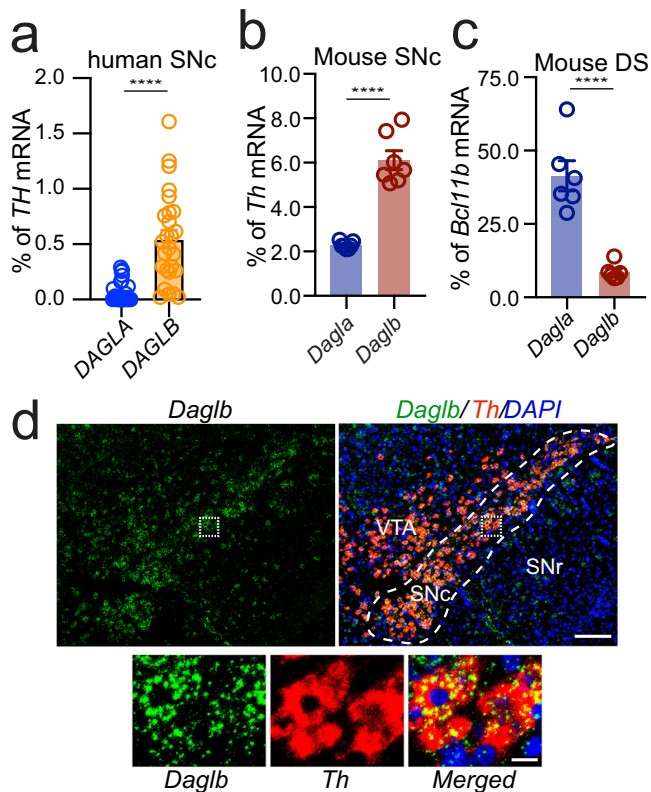 a
human SNc
****
% of TH mRNA
2.0
1.5
1.0
0.5
0.0
DAGLA
DAGLB
b
Mouse SNc
****
% of Th mRNA
10.0
8.0
6.0
4.0
2.0
0.0
Dagla
Daglb
c
Mouse DS
****
% of Bcl11b mRNA
75.0
50.0
25.0
0.0
Dagla
Daglb
d
Daglb
Daglb/Th/DAPI
VTA
SNc
SNr
Daglb
Th
Merged